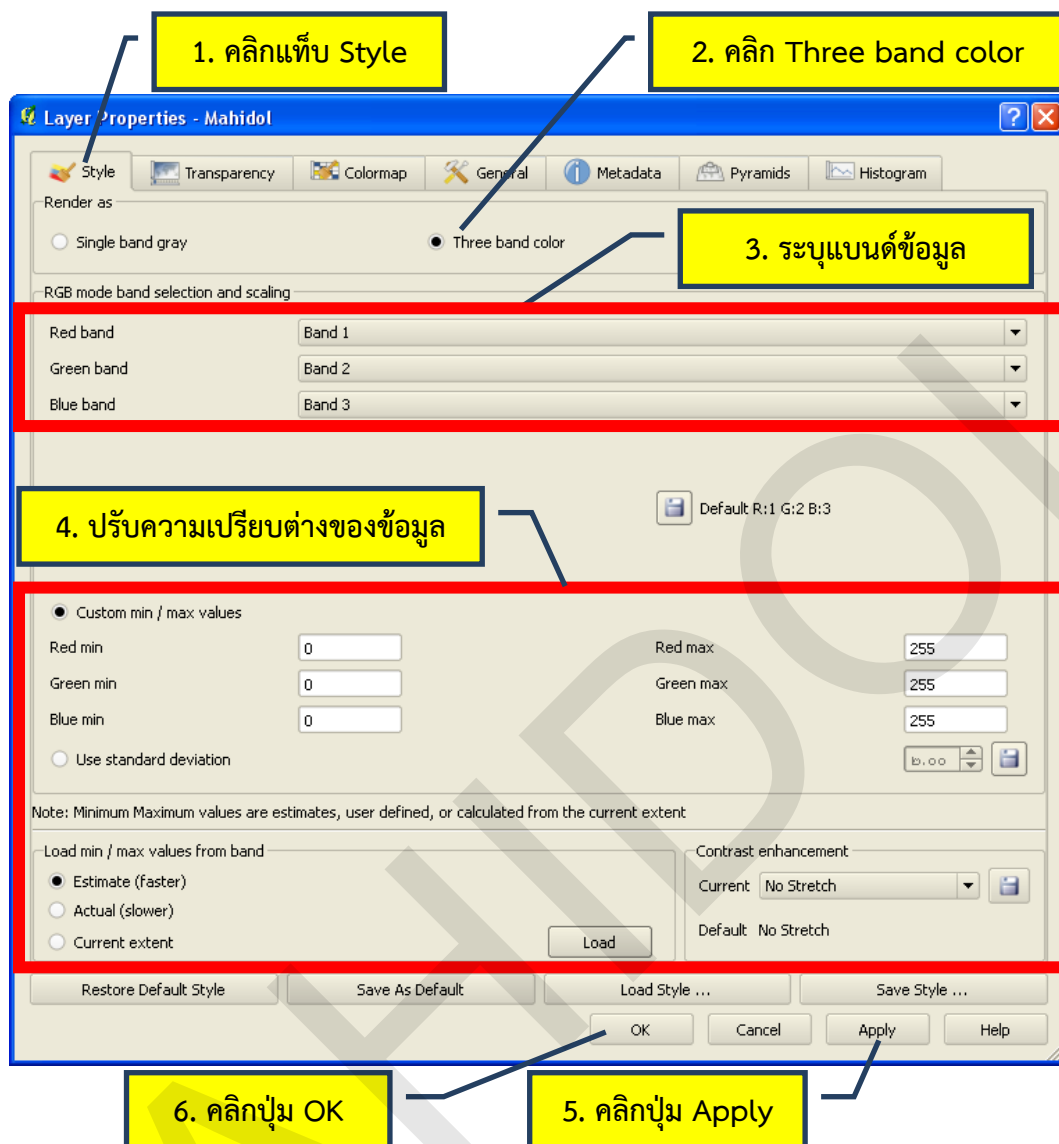 1. คลิกแท็บ Style
2. คลิก Three band color
Layer Properties - Mahidol
Style
Transparency
Colormap
General
Metadata
Pyramids
Histogram
Render as
Single band gray
Three band color
3. ระบุแบนด์ข้อมูล
RGB mode band selection and scaling
Red band
Band 1
Green band
Band 2
Blue band
Band 3
4. ปรับความเปรียบต่างของข้อมูล
Default R:1 G:2 B:3
Custom min / max values
Red min
0
Red max
255
Green min
0
Green max
255
Blue min
0
Blue max
255
Use standard deviation
๒.๐๐
Note: Minimum Maximum values are estimates, user defined, or calculated from the current extent
Load min / max values from band
Contrast enhancement
Estimate (faster)
Current
No Stretch
Actual (slower)
Current extent
Load
Default
No Stretch
Restore Default Style
Save As Default
Load Style ...
Save Style ...
OK
Cancel
Apply
Help
6. คลิกปุ่ม OK
5. คลิกปุ่ม Apply
AHIDOL